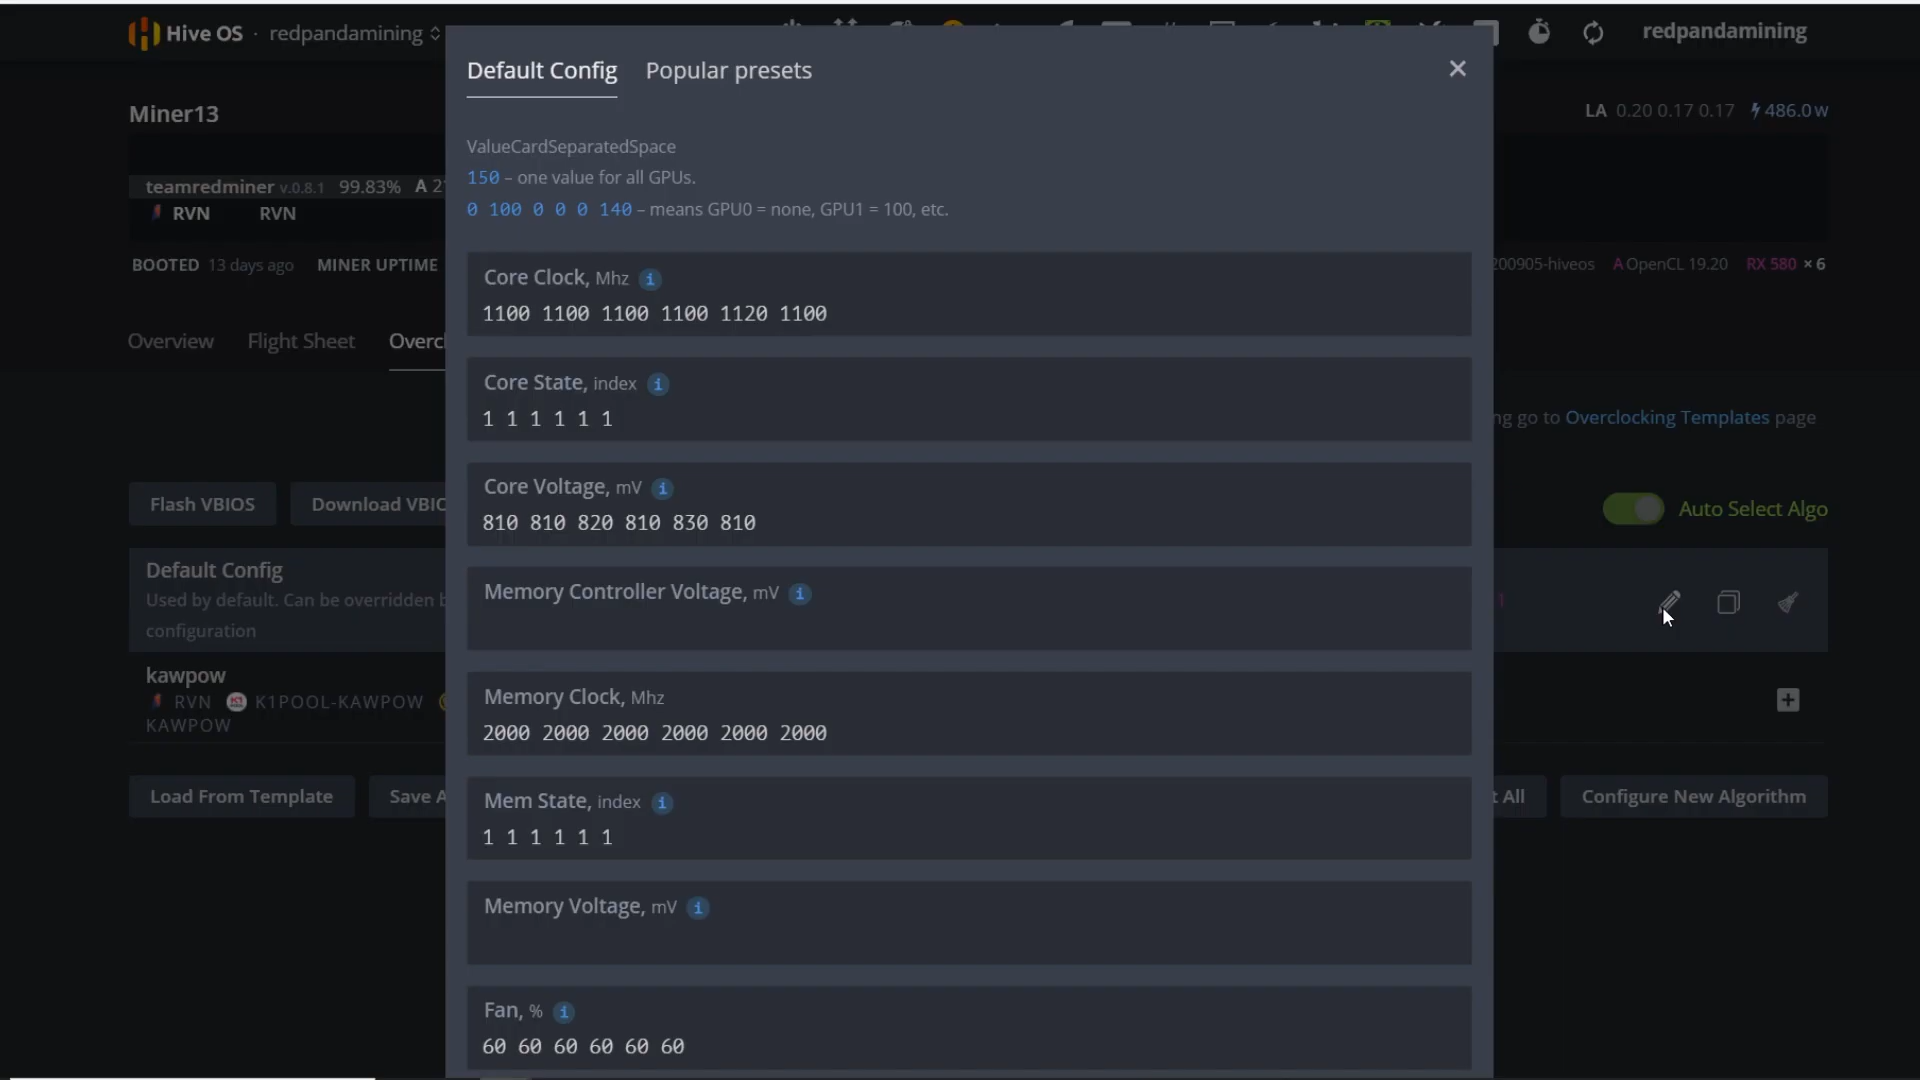 Hive OS · redpandamining
redpandamining
Default Config Popular presets
Miner13
LA 0.20 0.17 0.17 486.0 w
ValueCardSeparatedSpace
150 – one value for all GPUs.
0 100 0 0 0 140 – means GPU0 = none, GPU1 = 100, etc.
teamredminer v.0.8.1 99.83% A 2
RVN RVN
BOOTED 13 days ago MINER UPTIME
200905-hiveos A OpenCL 19.20 RX 580 × 6
Core Clock, Mhz
1100 1100 1100 1100 1120 1100
Overview Flight Sheet Overcl
Core State, index
1 1 1 1 1 1
ng go to Overclocking Templates page
Core Voltage, mV
810 810 820 810 830 810
Flash VBIOS Download VBIO
Auto Select Algo
Default Config
Used by default. Can be overridden b
configuration
1
Memory Controller Voltage, mV
kawpow
RVN K1POOL-KAWPOW
KAWPOW
Memory Clock, Mhz
2000 2000 2000 2000 2000 2000
Load From Template Save A
t All Configure New Algorithm
Mem State, index
1 1 1 1 1 1
Memory Voltage, mV
Fan, %
60 60 60 60 60 60